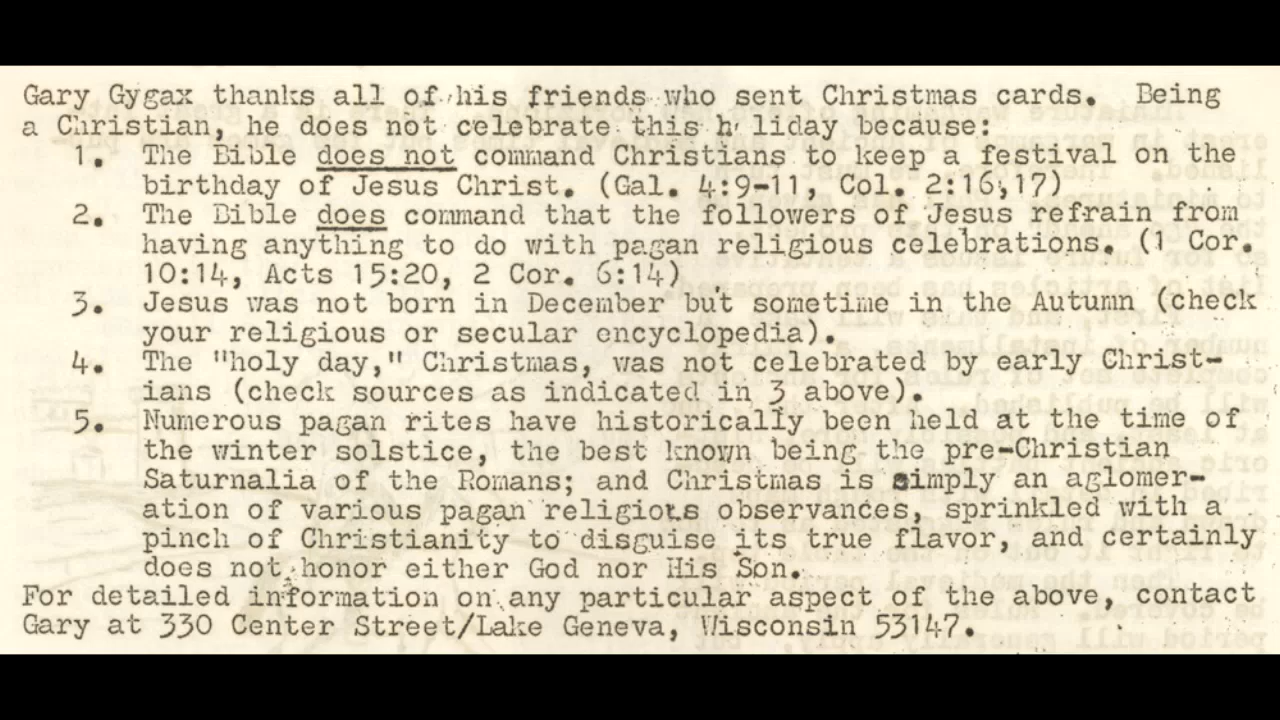 Gary Gygax thanks all of his friends who sent Christmas cards. Being
a Christian, he does not celebrate this h liday because:
1. The Bible does not command Christians to keep a festival on the
birthday of Jesus Christ. (Gal. 4:9-11, Col. 2:16,17)
2. The Bible does command that the followers of Jesus refrain from
having anything to do with pagan religious celebrations. (1 Cor.
10:14, Acts 15:20, 2 Cor. 6:14)
3. Jesus was not born in December but sometime in the Autumn (check
your religious or secular encyclopedia).
4. The "holy day," Christmas, was not celebrated by early Christ-
ians (check sources as indicated in 3 above).
5. Numerous pagan rites have historically been held at the time of
the winter solstice, the best known being the pre-Christian
Saturnalia of the Romans; and Christmas is simply an aglomer-
ation of various pagan religious observances, sprinkled with a
pinch of Christianity to disguise its true flavor, and certainly
does not honor either God nor His Son.
For detailed information on any particular aspect of the above, contact
Gary at 330 Center Street/Lake Geneva, Wisconsin 53147.